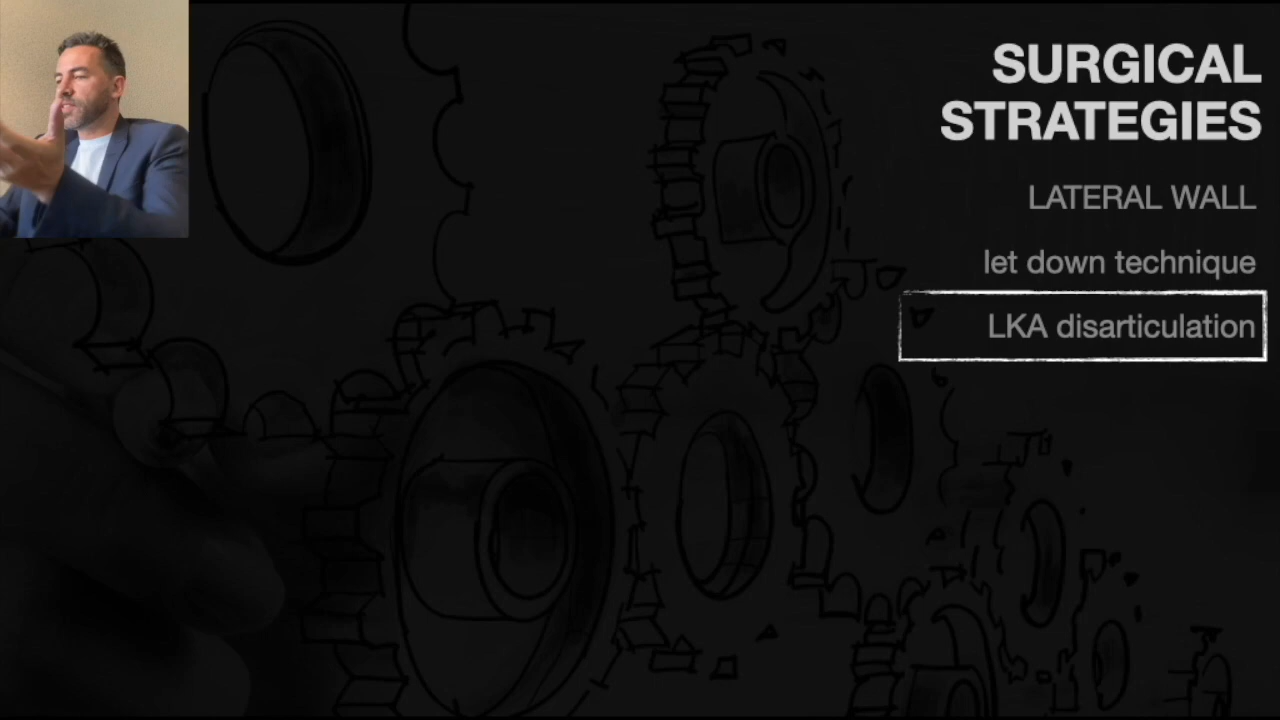 SURGICAL
STRATEGIES
LATERAL WALL
let down technique
LKA disarticulation